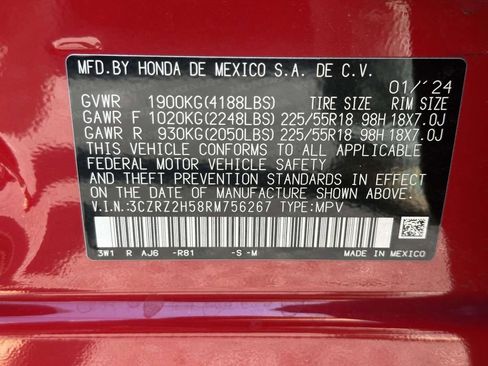 MFD.BY HONDA DE MEXICO S.A. DE C.V.
01/'24
GVWR 1900KG(4188LBS) TIRE SIZE RIM SIZE
GAWR F 1020KG(2248LBS) 225/55R18 98H 18X7.0J
GAWR R 930KG(2050LBS) 225/55R18 98H 18X7.0J
THIS VEHICLE CONFORMS TO ALL APPLICABLE
FEDERAL MOTOR VEHICLE SAFETY
AND THEFT PREVENTION STANDARDS IN EFFECT
ON THE DATE OF MANUFACTURE SHOWN ABOVE.
V.I.N.:3CZRZ2H58RM756267 TYPE:MPV
3W1 R AJ6 -R81 -S -M MADE IN MEXICO